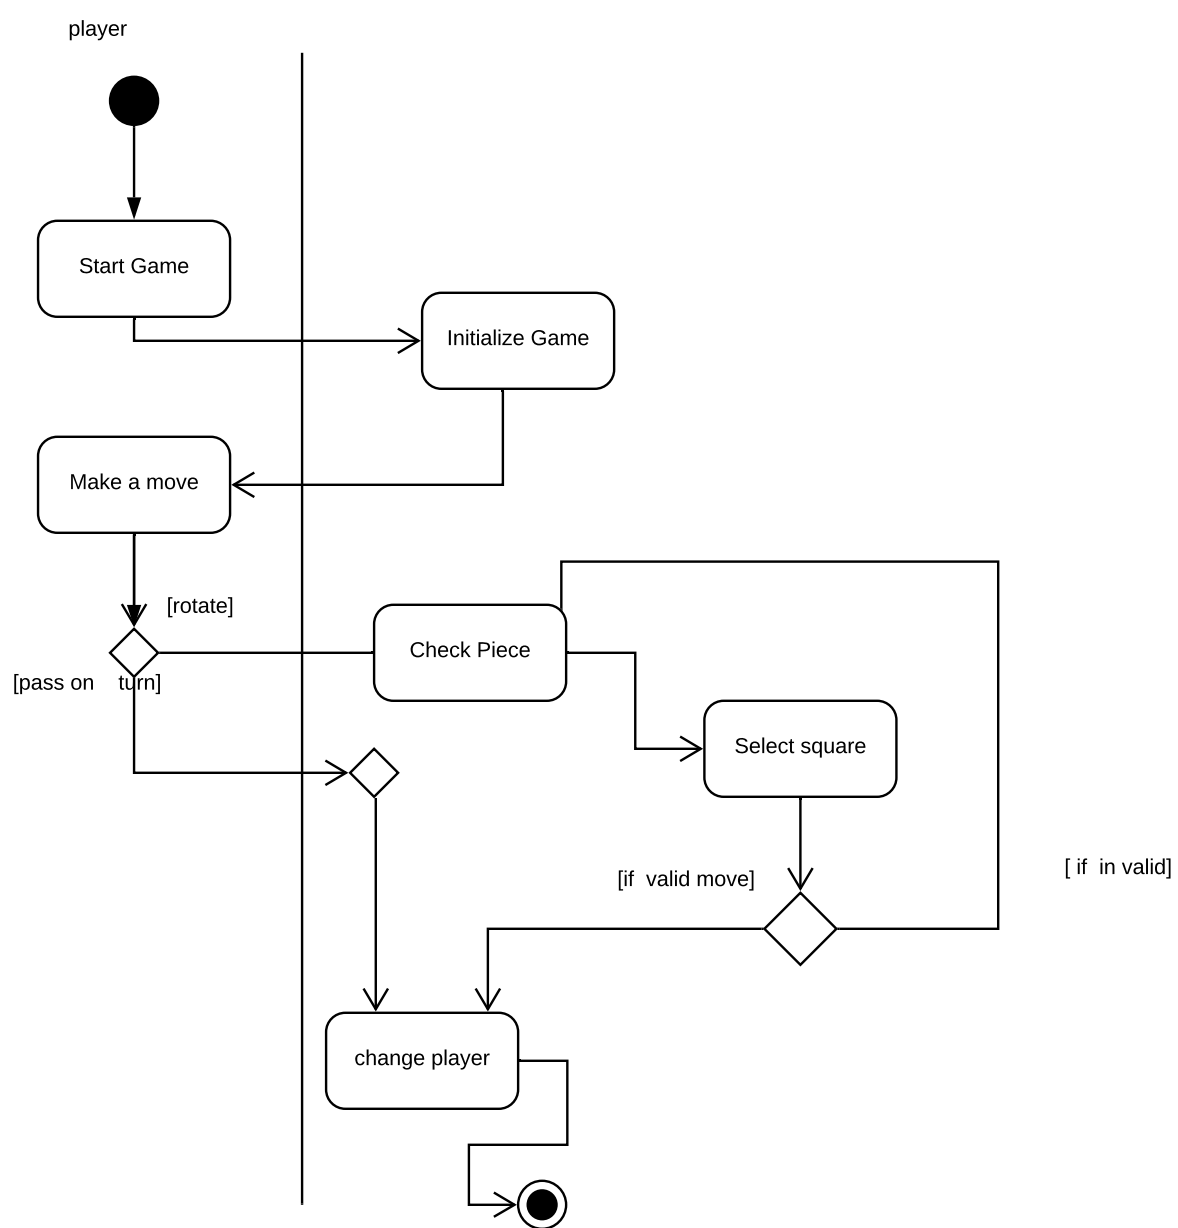 player
Start Game
Initialize Game
Make a move
[rotate]
Check Piece
[pass on    turn]
Select square
[ if  in valid]
[if  valid move]
change player